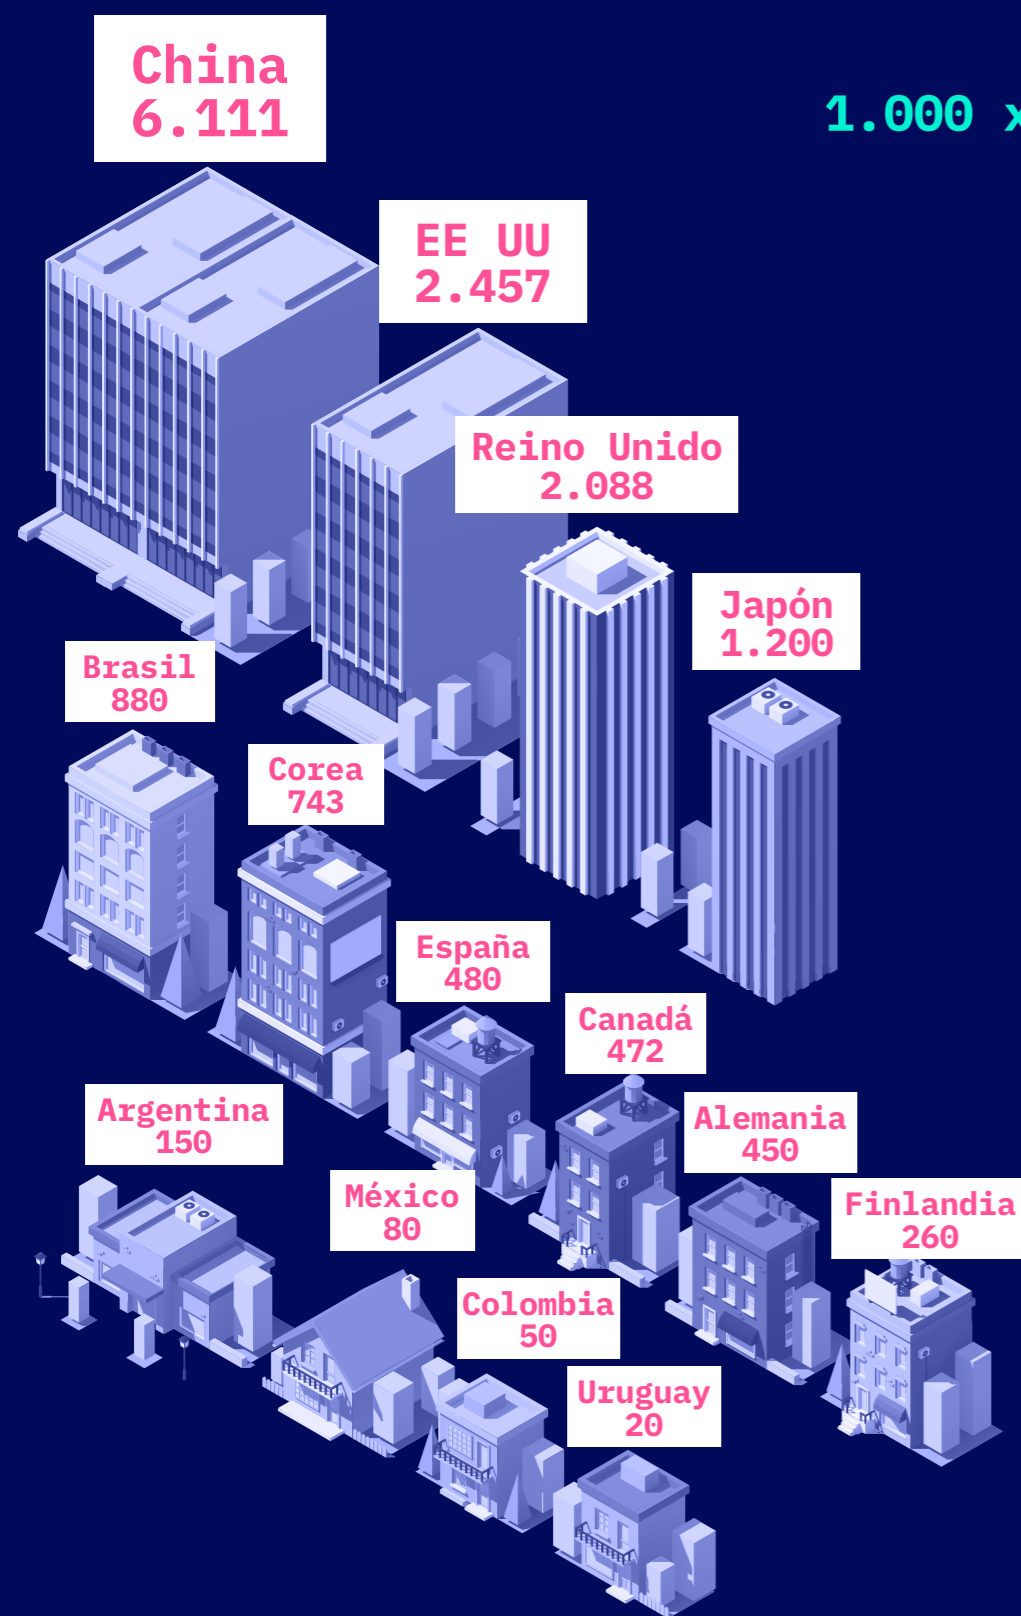 China
6.111
1.000 x
EE UU
2.457
Reino Unido
2.088
Japón
1.200
Brasil
880
Corea
743
España
480
Canadá
472
Argentina
150
Alemania
450
México
80
Finlandia
260
Colombia
50
Uruguay
20